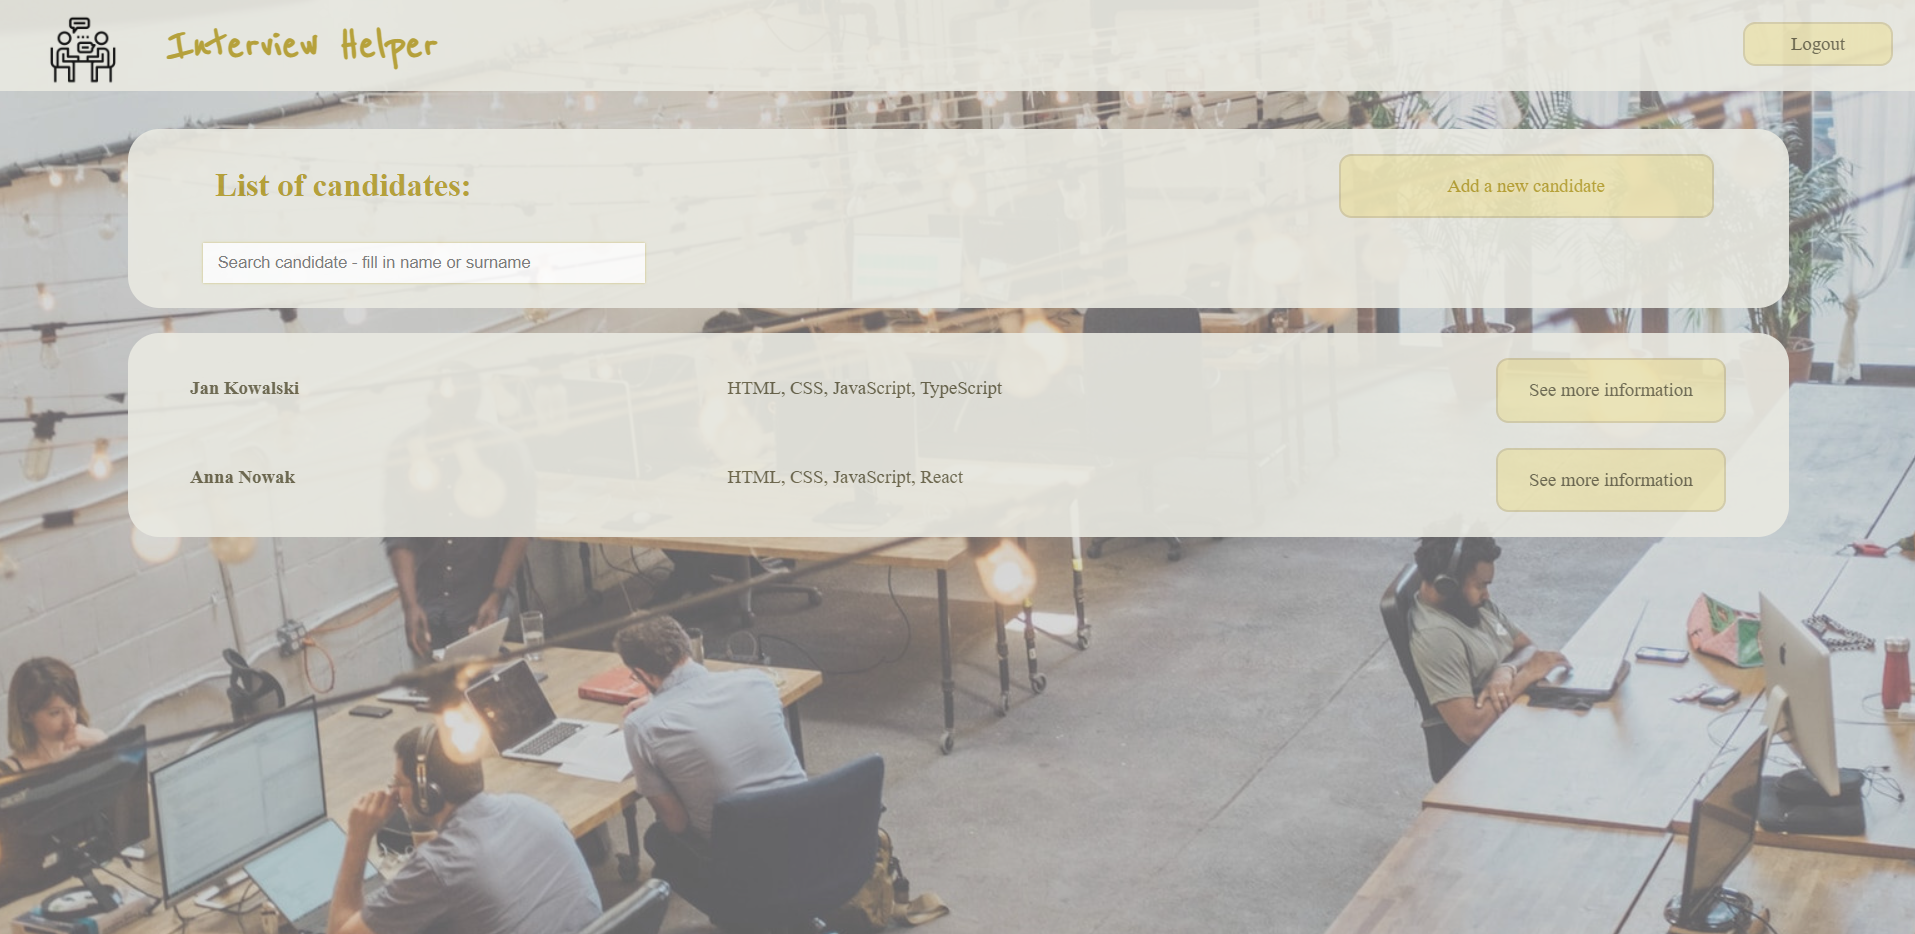 Interview Helper
Logout
List of candidates:
Add a new candidate
Search candidate - fill in name or surname
Jan Kowalski
HTML, CSS, JavaScript, TypeScript
See more information
Anna Nowak
HTML, CSS, JavaScript, React
See more information